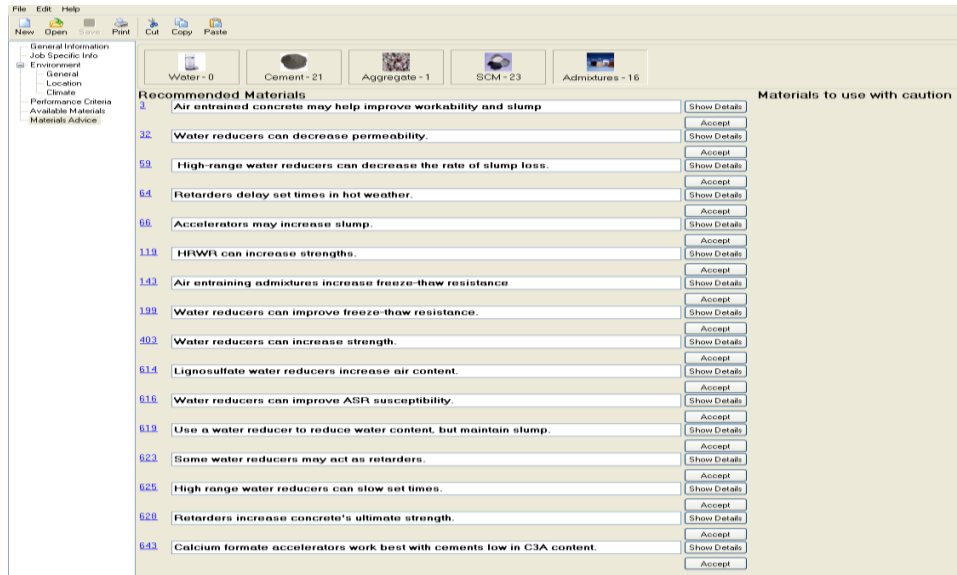 File Edit Help
New Open Save Print Cut Copy Paste
General Information
Job Specific Info
Environment
General
Location
Climate
Performance Criteria
Available Materials
Materials Advice
Water - 0 Cement - 21 Aggregate - 1 SCM - 23 Admixtures - 16
Recommended Materials Materials to use with caution
3 Air entrained concrete may help improve workability and slump Show Details
Accept
32 Water reducers can decrease permeability. Show Details
Accept
59 High-range water reducers can decrease the rate of slump loss. Show Details
Accept
64 Retarders delay set times in hot weather. Show Details
Accept
66 Accelerators may increase slump. Show Details
Accept
119 HRWR can increase strengths. Show Details
Accept
143 Air entraining admixtures increase freeze-thaw resistance Show Details
Accept
199 Water reducers can improve freeze-thaw resistance. Show Details
Accept
403 Water reducers can increase strength. Show Details
Accept
614 Lignosulfate water reducers increase air content. Show Details
Accept
616 Water reducers can improve ASR susceptibility. Show Details
Accept
619 Use a water reducer to reduce water content, but maintain slump. Show Details
Accept
623 Some water reducers may act as retarders. Show Details
Accept
625 High range water reducers can slow set times. Show Details
Accept
628 Retarders increase concrete's ultimate strength. Show Details
Accept
643 Calcium formate accelerators work best with cements low in C3A content. Show Details
Accept